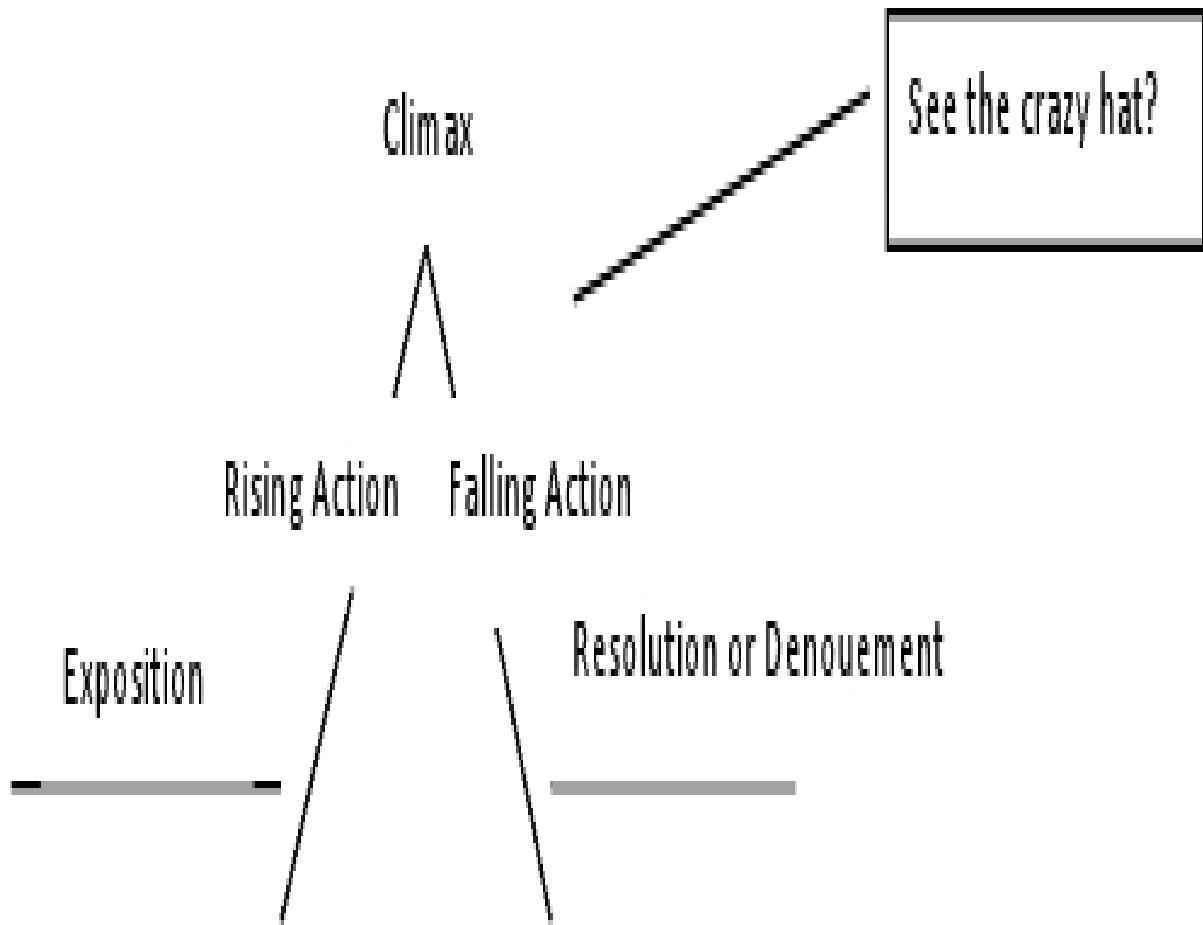 See the crazy hat?
Climax
Rising Action
Falling Action
Exposition
Resolution or Denouement